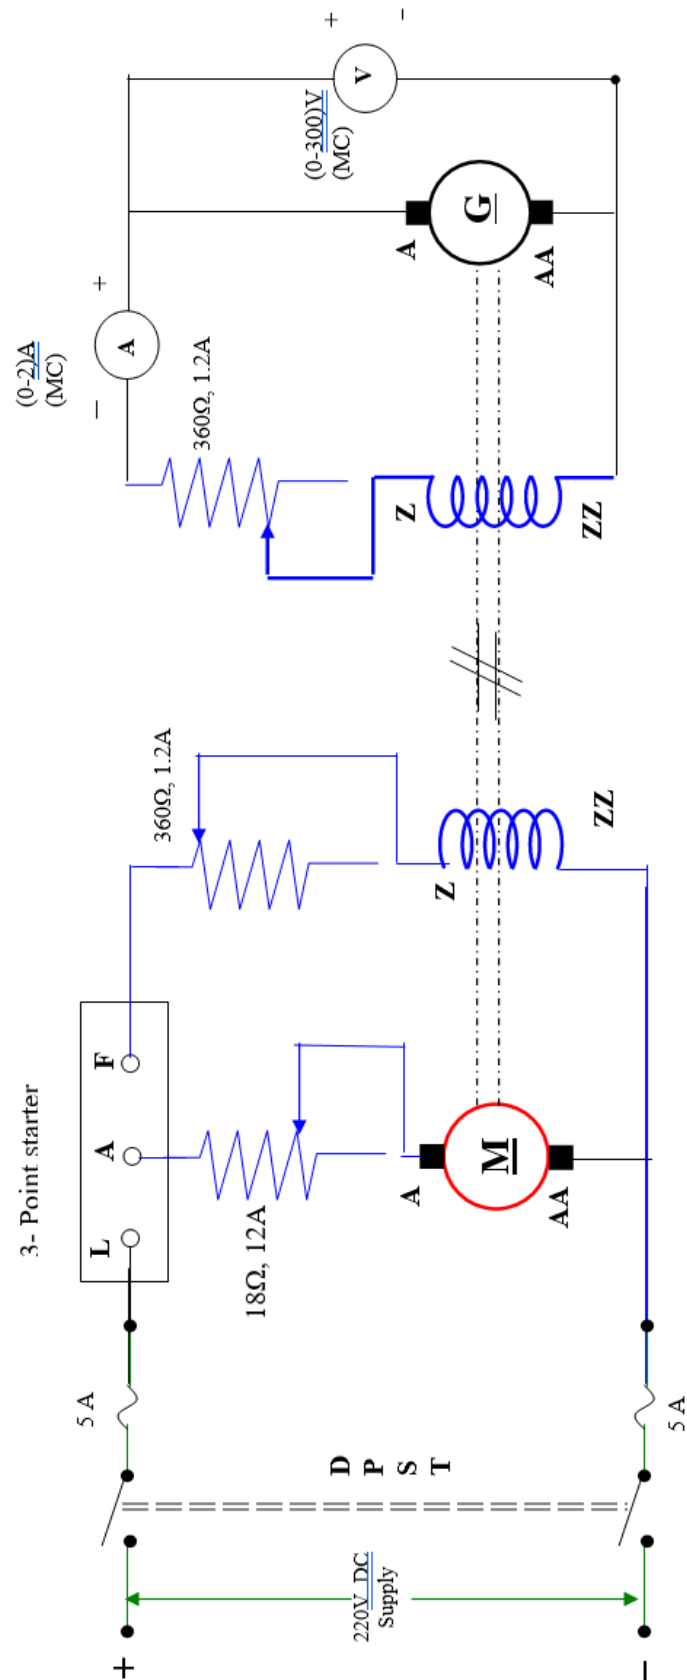 3- Point starter
L A F
+
5 A
220V DC
Supply
D
P
S
T
–
5 A
18Ω, 12A
A
M
AA
360Ω, 1.2A
Z
ZZ
360Ω, 1.2A
Z
ZZ
(0-2)A
(MC)
– +
A
A
G
AA
(0-300)V
(MC)
+
V
–